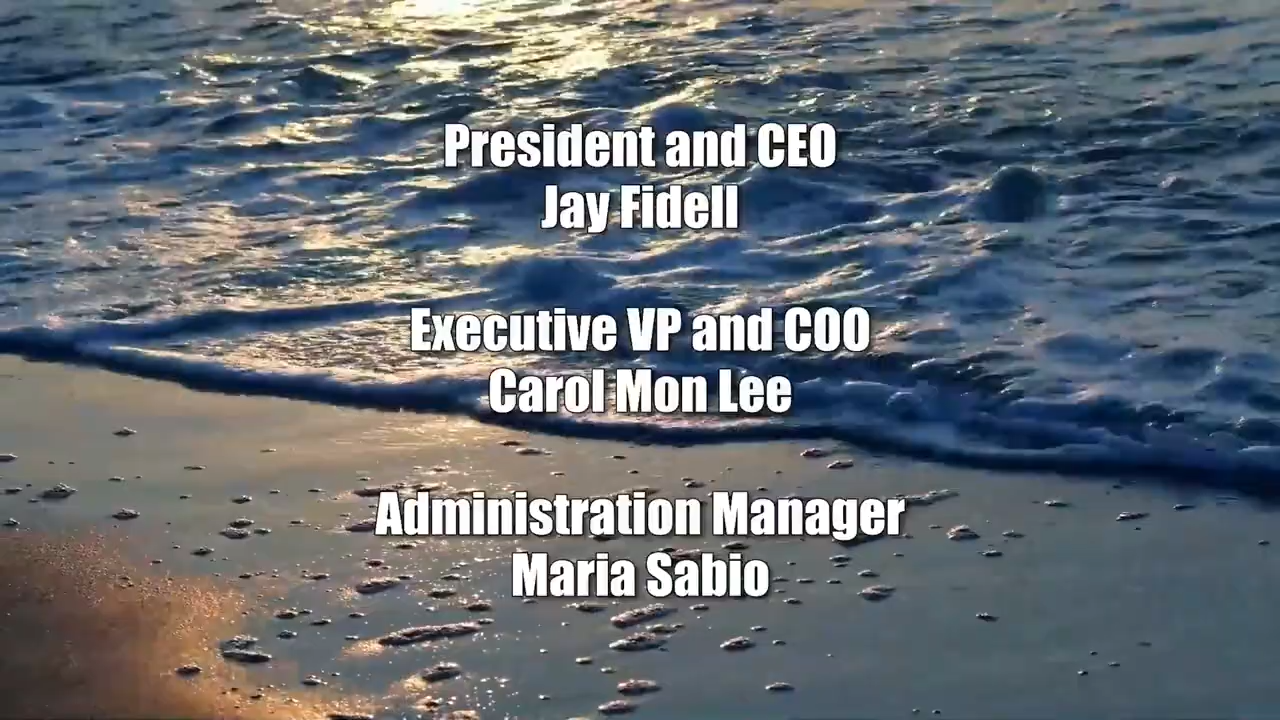 President and CEO
Jay Fidell
Executive VP and COO
Carol Mon Lee
Administration Manager
Maria Sabio